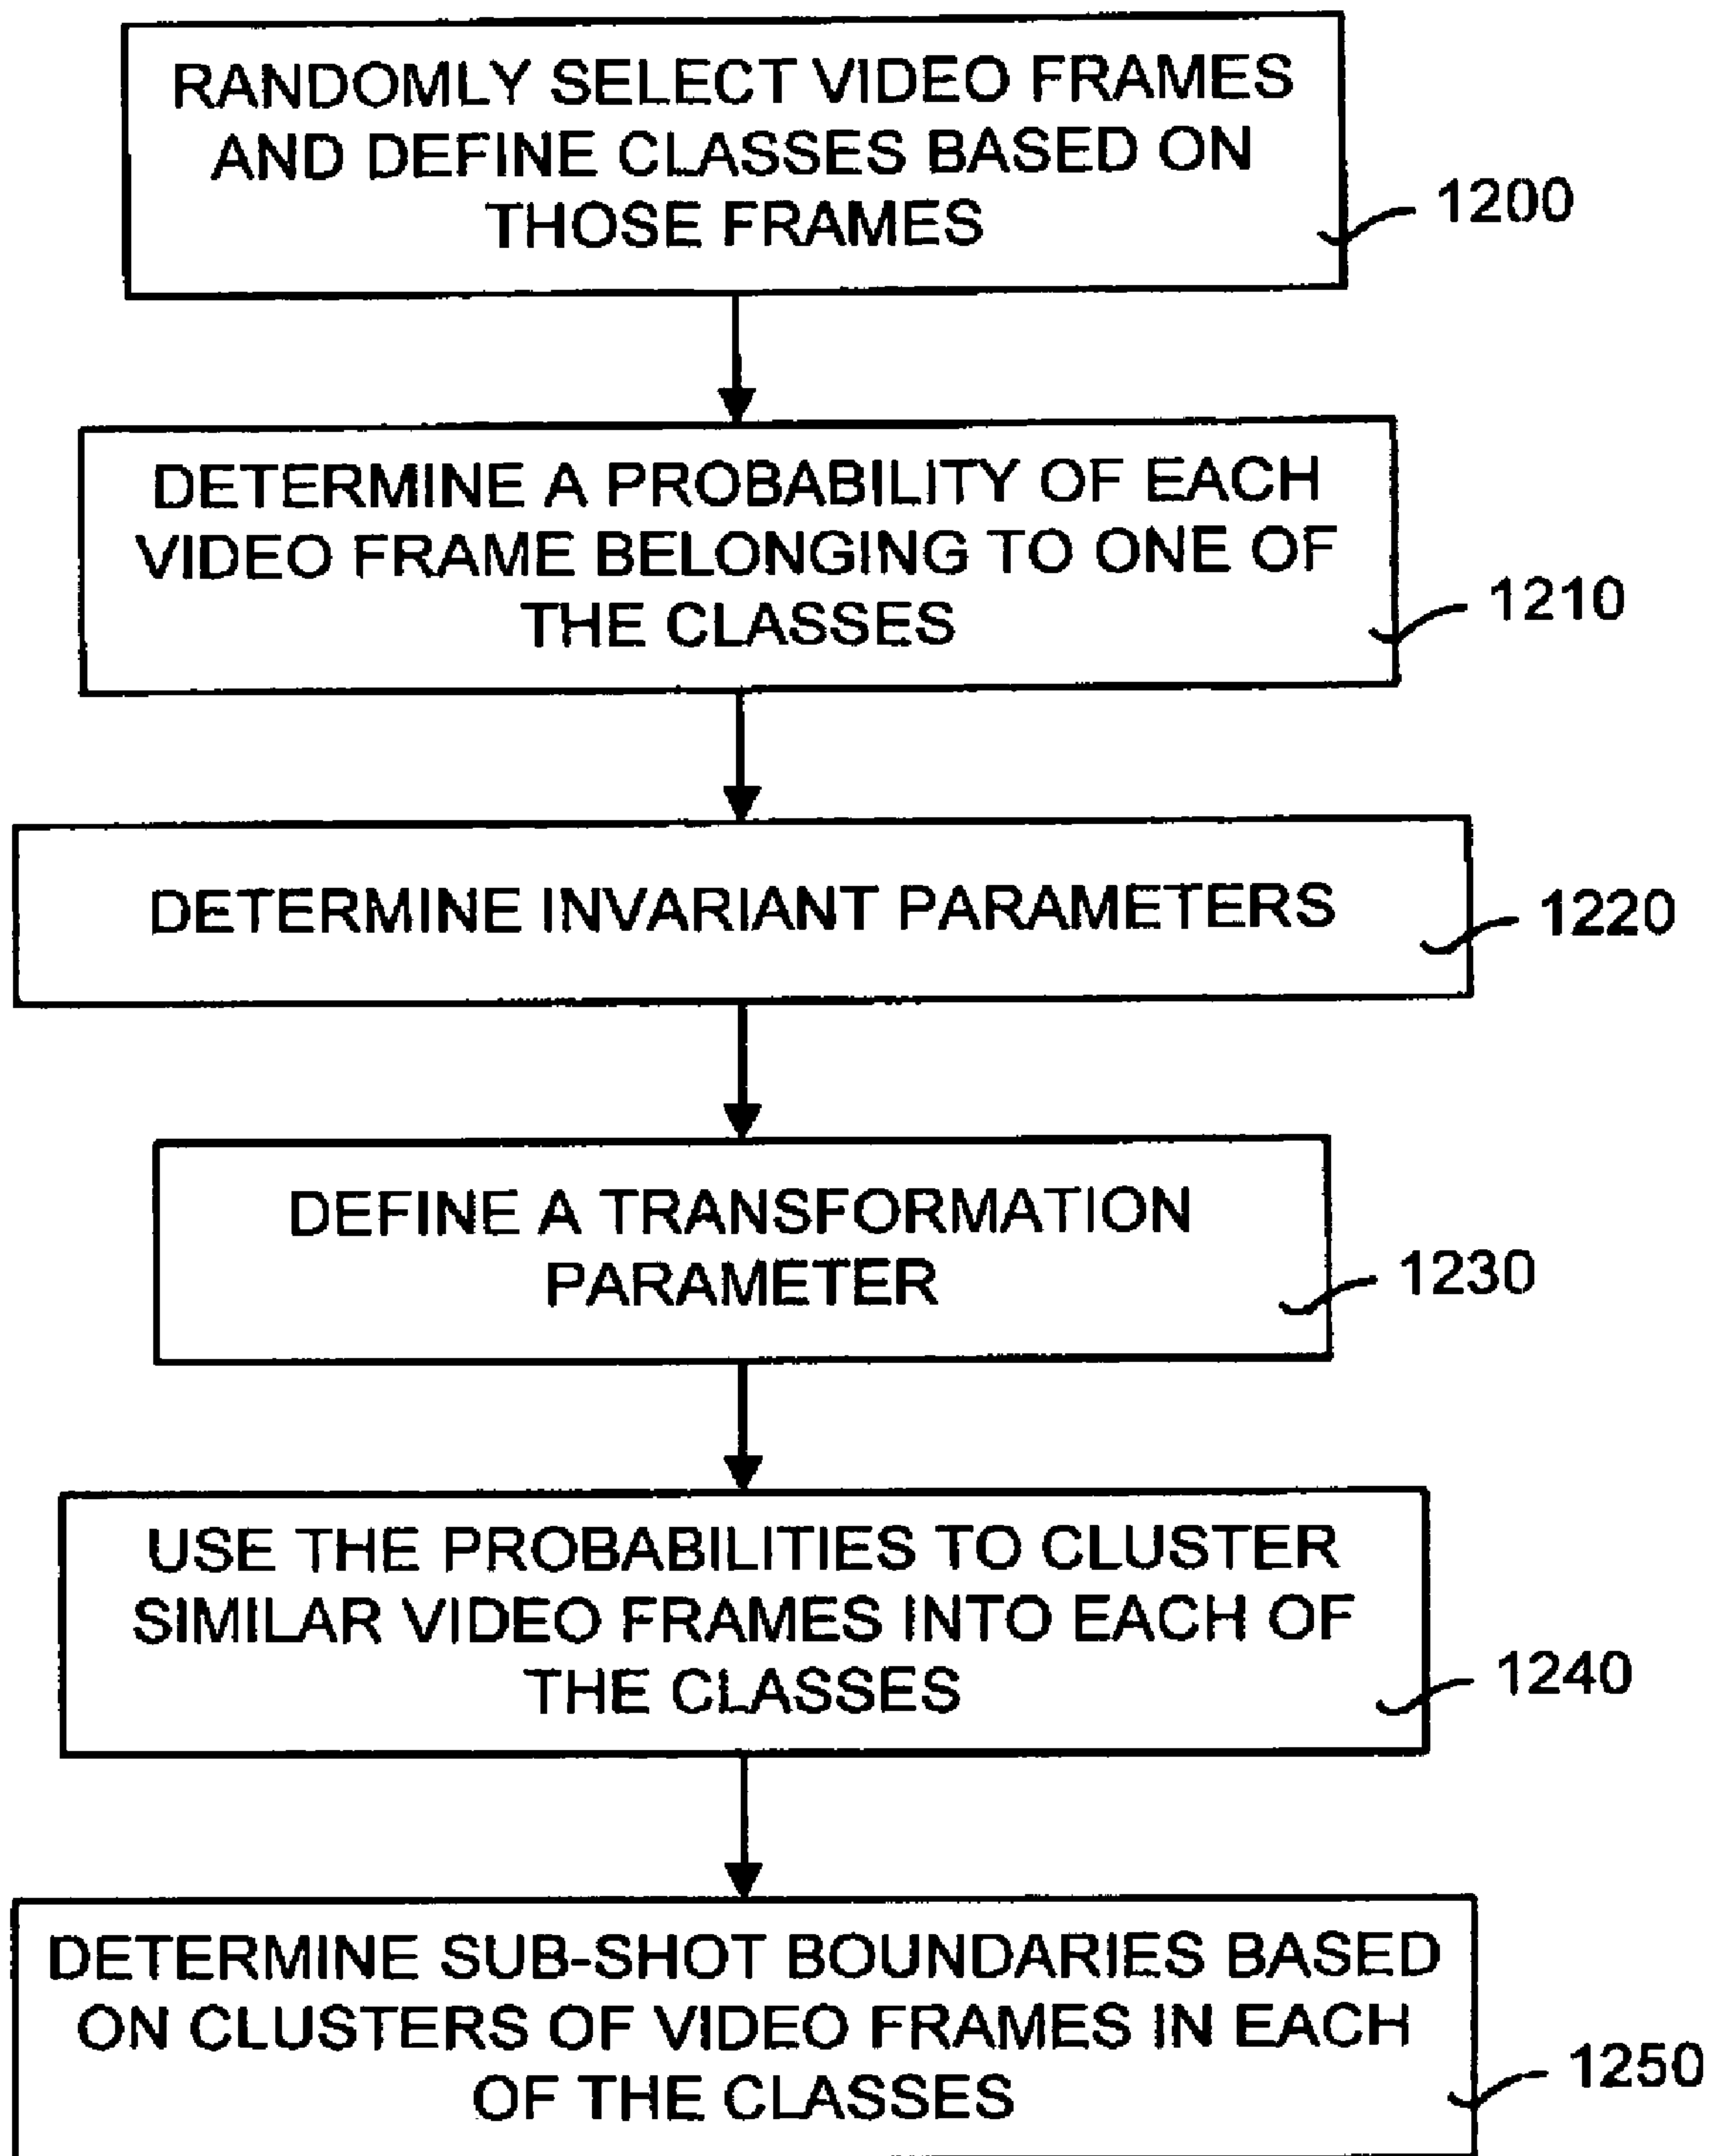 RANDOMLY SELECT VIDEO FRAMES
AND DEFINE CLASSES BASED ON
THOSE FRAMES
1200
DETERMINE A PROBABILITY OF EACH
VIDEO FRAME BELONGING TO ONE OF
THE CLASSES
1210
DETERMINE INVARIANT PARAMETERS
1220
DEFINE A TRANSFORMATION
PARAMETER
1230
USE THE PROBABILITIES TO CLUSTER
SIMILAR VIDEO FRAMES INTO EACH OF
THE CLASSES
1240
DETERMINE SUB-SHOT BOUNDARIES BASED
ON CLUSTERS OF VIDEO FRAMES IN EACH
OF THE CLASSES
1250